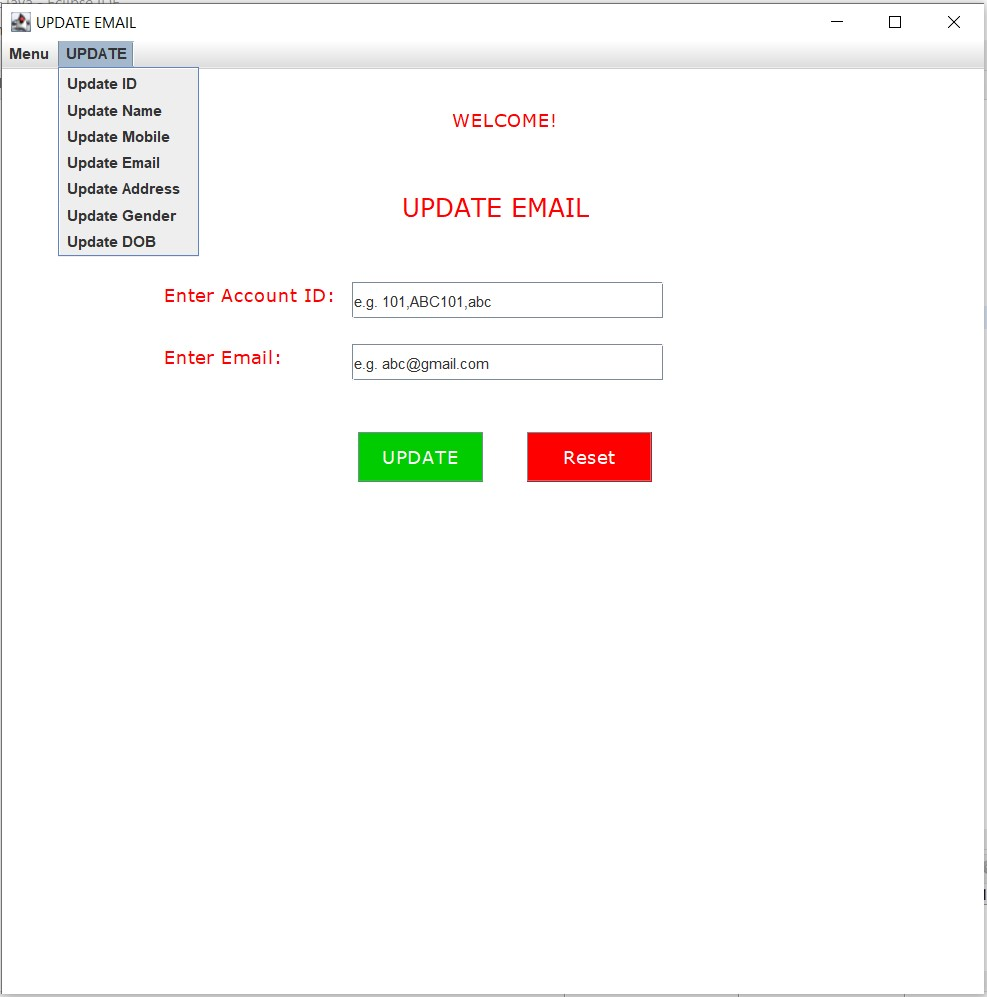 UPDATE EMAIL
Menu UPDATE
Update ID
Update Name
Update Mobile
Update Email
Update Address
Update Gender
Update DOB
WELCOME!
UPDATE EMAIL
Enter Account ID: e.g. 101,ABC101,abc
Enter Email: e.g. abc@gmail.com
UPDATE Reset